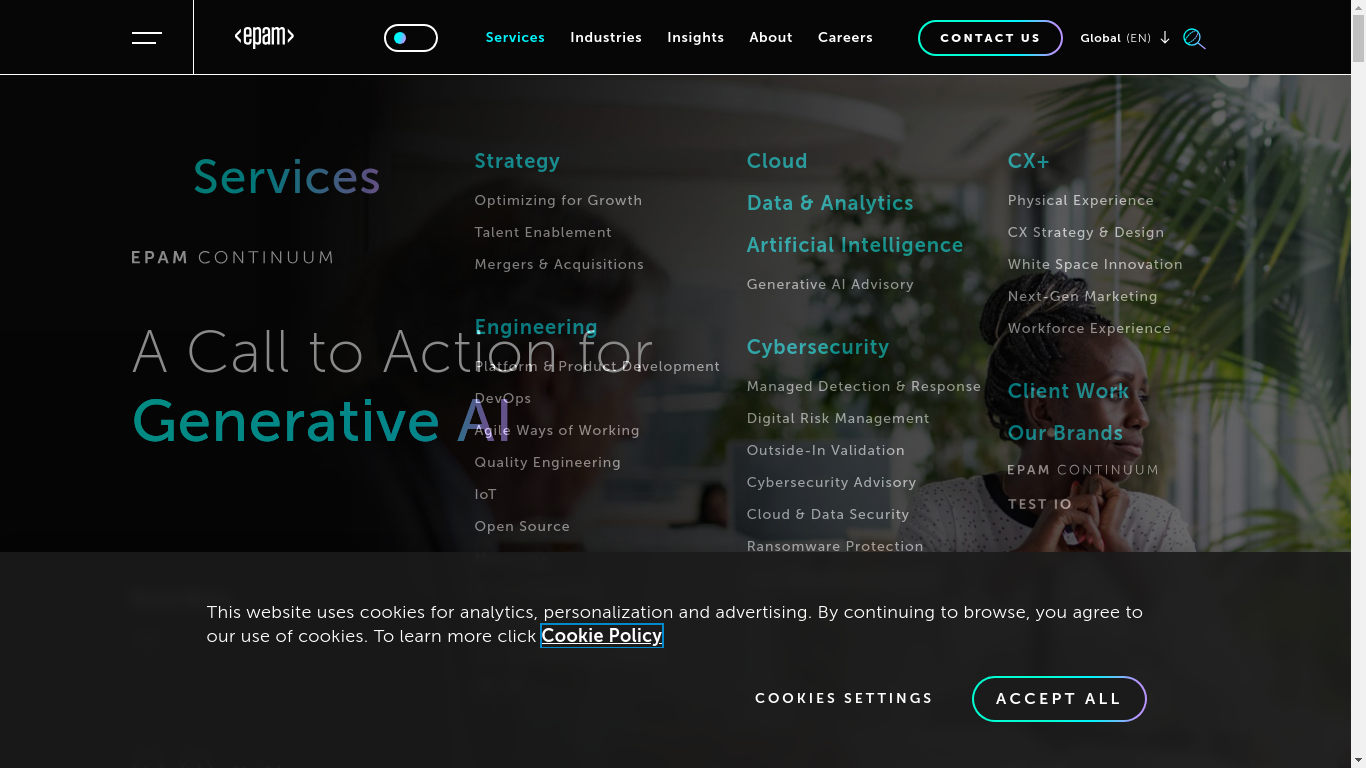 <epam>
Services
Industries
Insights
About
Careers
CONTACT US
Global (EN)
Services
EPAM CONTINUUM
A Call to Action for
Generative AI
Strategy
Optimizing for Growth
Talent Enablement
Mergers & Acquisitions
Engineering
Platform & Product Development
DevOps
Agile Ways of Working
Quality Engineering
IoT
Open Source
Cloud
Data & Analytics
Artificial Intelligence
Generative AI Advisory
Cybersecurity
Managed Detection & Response
Digital Risk Management
Outside-In Validation
Cybersecurity Advisory
Cloud & Data Security
Ransomware Protection
CX+
Physical Experience
CX Strategy & Design
White Space Innovation
Next-Gen Marketing
Workforce Experience
Client Work
Our Brands
EPAM CONTINUUM
TEST IO
This website uses cookies for analytics, personalization and advertising. By continuing to browse, you agree to
our use of cookies. To learn more click Cookie Policy
COOKIES SETTINGS
ACCEPT ALL